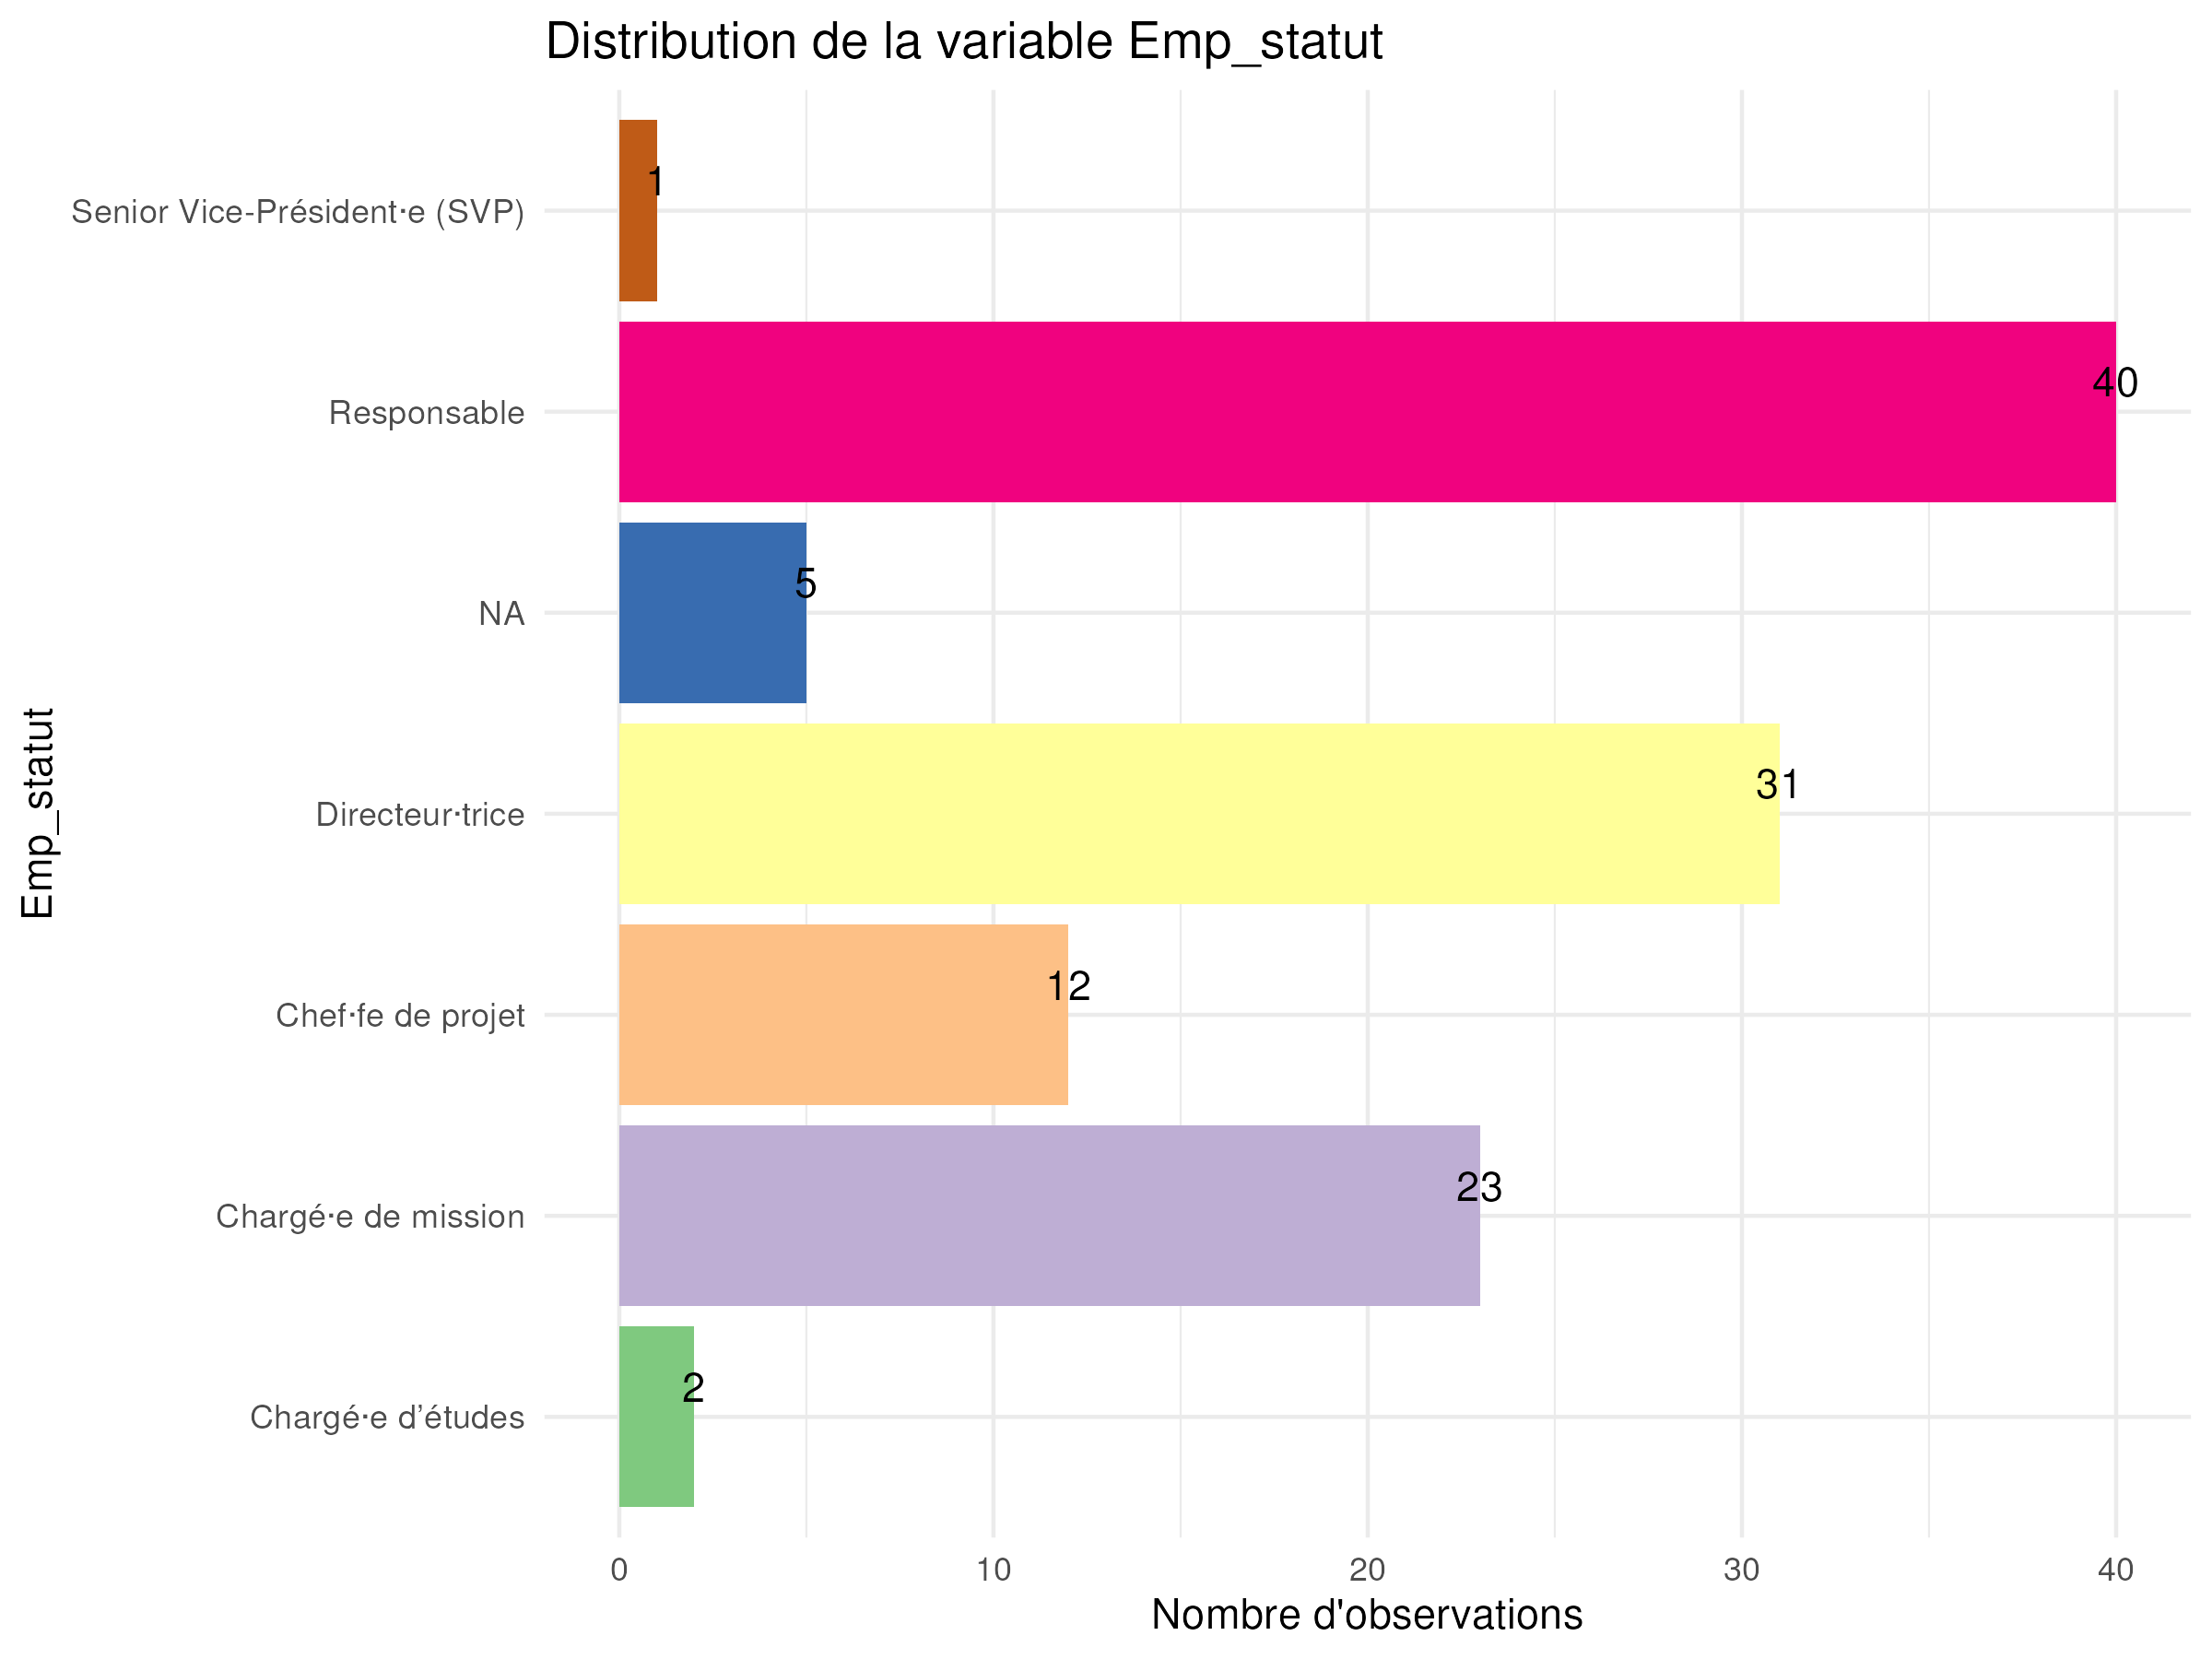 Distribution de la variable Emp_statut
Senior Vice-Président·e (SVP)
1
Responsable
40
NA
5
Directeur·trice
31
Chef·fe de projet
12
Chargé·e de mission
23
Chargé·e d’études
2
Emp_statut
0 10 20 30 40
Nombre d'observations